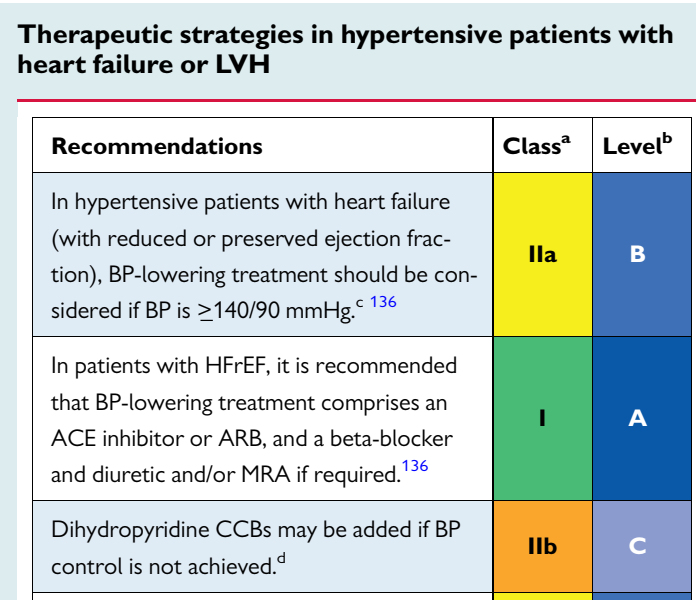 Therapeutic strategies in hypertensive patients with
heart failure or LVH
Recommendations Classᵃ Levelᵇ
In hypertensive patients with heart failure
(with reduced or preserved ejection frac-
tion), BP-lowering treatment should be con-
sidered if BP is ≥140/90 mmHg.ᶜ ¹³⁶
IIa B
In patients with HFrEF, it is recommended
that BP-lowering treatment comprises an
ACE inhibitor or ARB, and a beta-blocker
and diuretic and/or MRA if required.¹³⁶
I A
Dihydropyridine CCBs may be added if BP
control is not achieved.ᵈ
IIb C